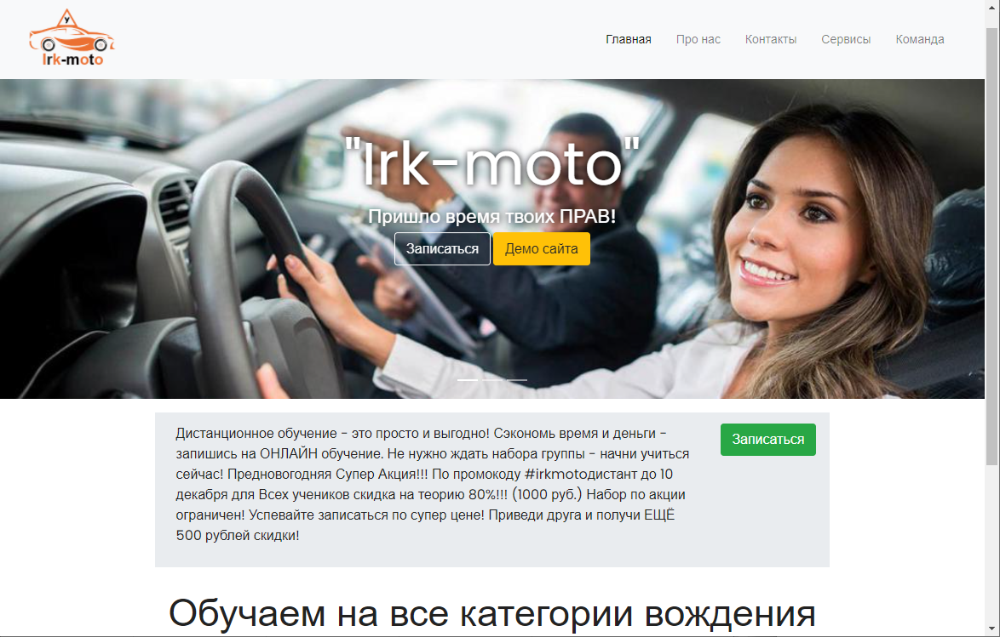 У
Irk-moto
Главная Про нас Контакты Сервисы Команда
"Irk-moto"
Пришло время твоих ПРАВ!
Записаться Демо сайта
Дистанционное обучение - это просто и выгодно! Сэкономь время и деньги -
запишись на ОНЛАЙН обучение. Не нужно ждать набора группы - начни учиться
сейчас! Предновогодняя Супер Акция!!! По промокоду #irkmotoдистант до 10
декабря для Всех учеников скидка на теорию 80%!!! (1000 руб.) Набор по акции
ограничен! Успевайте записаться по супер цене! Приведи друга и получи ЕЩЁ
500 рублей скидки!
Записаться
Обучаем на все категории вождения